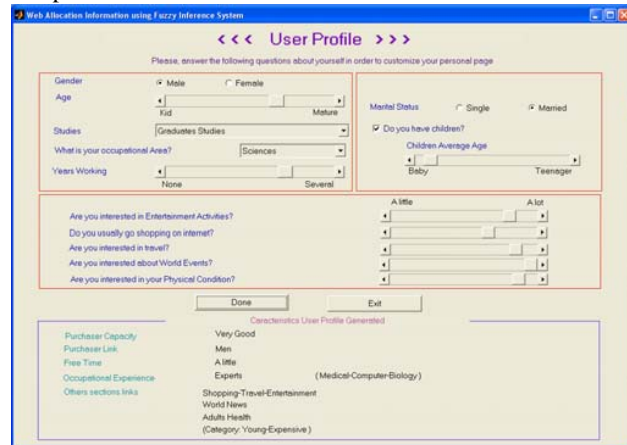 Web Allocation Information using Fuzzy Inference System
< < < User Profile > > >
Please, answer the following questions about yourself in order to customize your personal page
Gender
Male Female
Age
Kid Mature
Studies Graduates Studies
What is your occupational Area? Sciences
Years Working
None Several
Marital Status Single Married
Do you have children?
Children Average Age
Baby Teenager
A little A lot
Are you interested in Entertainment Activities?
Do you usually go shopping on internet?
Are you interested in travel?
Are you interested about World Events?
Are you interested in your Physical Condition?
Done Exit
Caracteristics User Profile Generated
Purchaser Capacity Very Good
Purchaser Link Men
Free Time A little
Occupational Experience Experts (Medical-Computer-Biology)
Others sections links Shopping-Travel-Entertainment
World News
Adults Health
(Category: Young-Expensive)